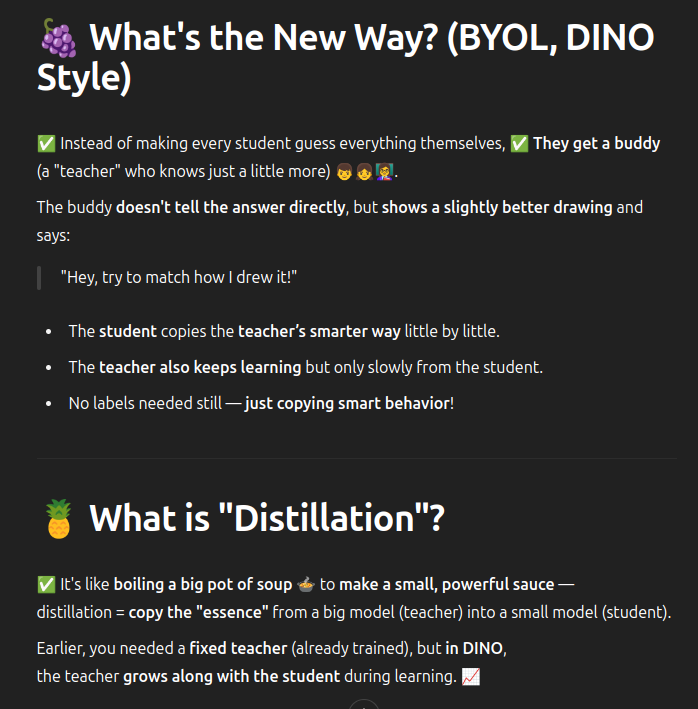 🍇 What's the New Way? (BYOL, DINO
Style)
✅ Instead of making every student guess everything themselves, ✅ They get a buddy
(a "teacher" who knows just a little more) 👦👧👩‍🏫.
The buddy doesn't tell the answer directly, but shows a slightly better drawing and
says:
"Hey, try to match how I drew it!"
• The student copies the teacher’s smarter way little by little.
• The teacher also keeps learning but only slowly from the student.
• No labels needed still — just copying smart behavior!
🍍 What is "Distillation"?
✅ It's like boiling a big pot of soup 🍲 to make a small, powerful sauce —
distillation = copy the "essence" from a big model (teacher) into a small model (student).
Earlier, you needed a fixed teacher (already trained), but in DINO,
the teacher grows along with the student during learning. 📈